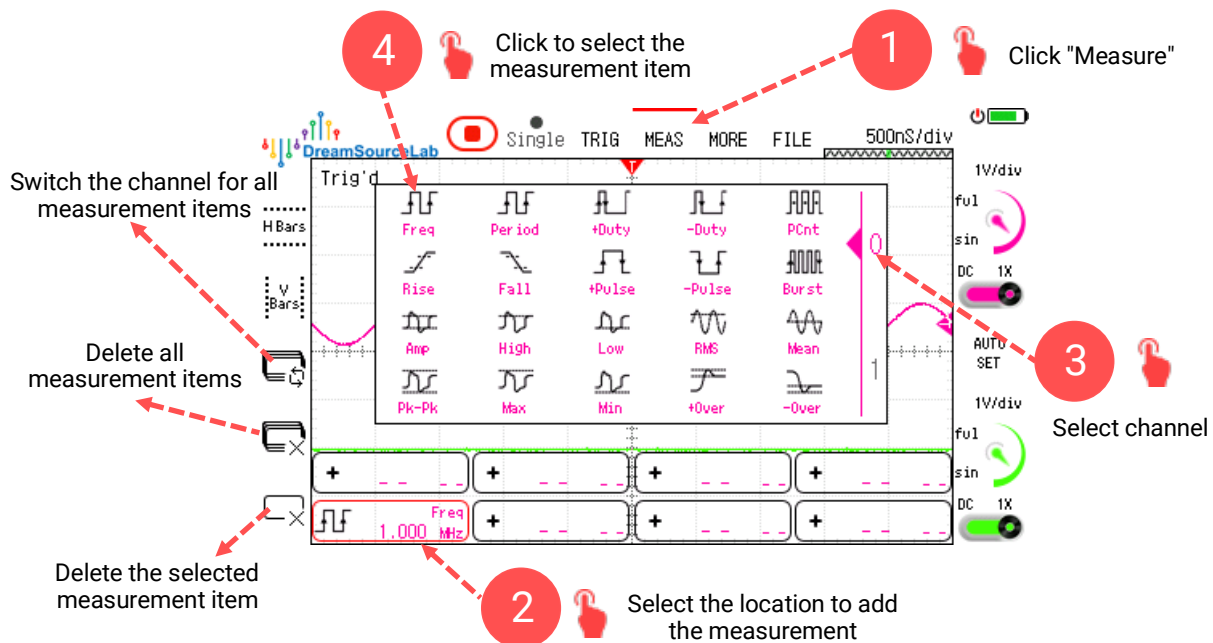 4
Click to select the
measurement item
1
Click "Measure"
DreamSourceLab
Single
TRIG
MEAS
MORE
FILE
500nS/div
Switch the channel for all
measurement items
Trig'd
T
1V/div
ful
sin
DC 1X
H Bars
V
Bars
Freq
Period
+Duty
-Duty
PCnt
0
Rise
Fall
+Pulse
-Pulse
Burst
Amp
High
Low
RMS
Mean
1
Pk-Pk
Max
Min
+Over
-Over
AUTO
SET
3
Select channel
Delete all
measurement items
1V/div
ful
sin
DC 1X
+ -- --
+ -- --
+ -- --
+ -- --
Freq
1.000 MHz
+ -- --
+ -- --
+ -- --
Delete the selected
measurement item
2
Select the location to add
the measurement